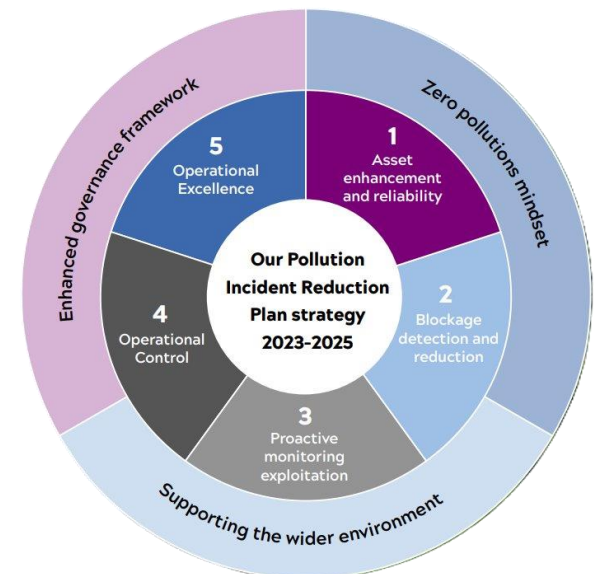 Enhanced governance framework
Zero pollutions mindset
Supporting the wider environment
Our Pollution
Incident Reduction
Plan strategy
2023-2025
1
Asset
enhancement
and reliability
2
Blockage
detection and
reduction
3
Proactive
monitoring
exploitation
4
Operational
Control
5
Operational
Excellence